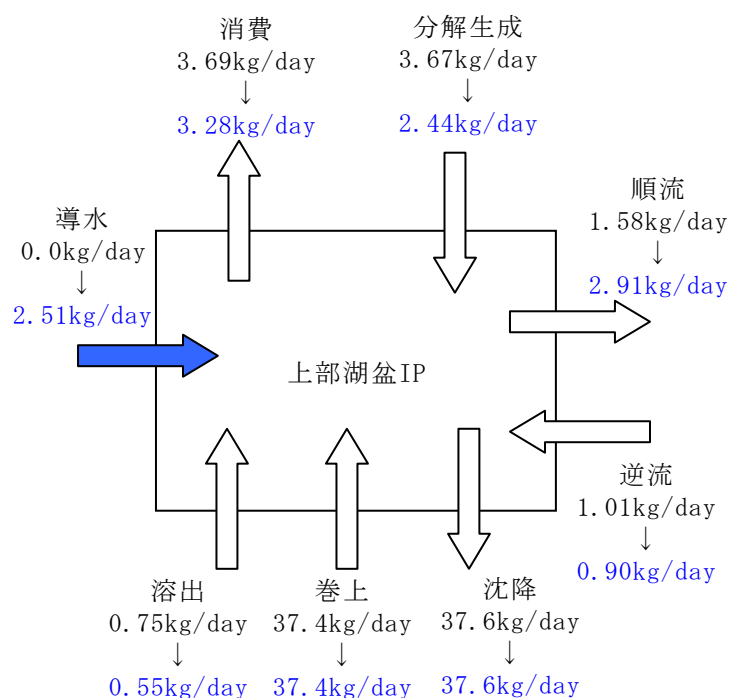 消費
3.69kg/day
↓
3.28kg/day
分解生成
3.67kg/day
↓
2.44kg/day
導水
0.0kg/day
↓
2.51kg/day
順流
1.58kg/day
↓
2.91kg/day
上部湖盆IP
逆流
1.01kg/day
↓
0.90kg/day
溶出
0.75kg/day
↓
0.55kg/day
巻上
37.4kg/day
↓
37.4kg/day
沈降
37.6kg/day
↓
37.6kg/day